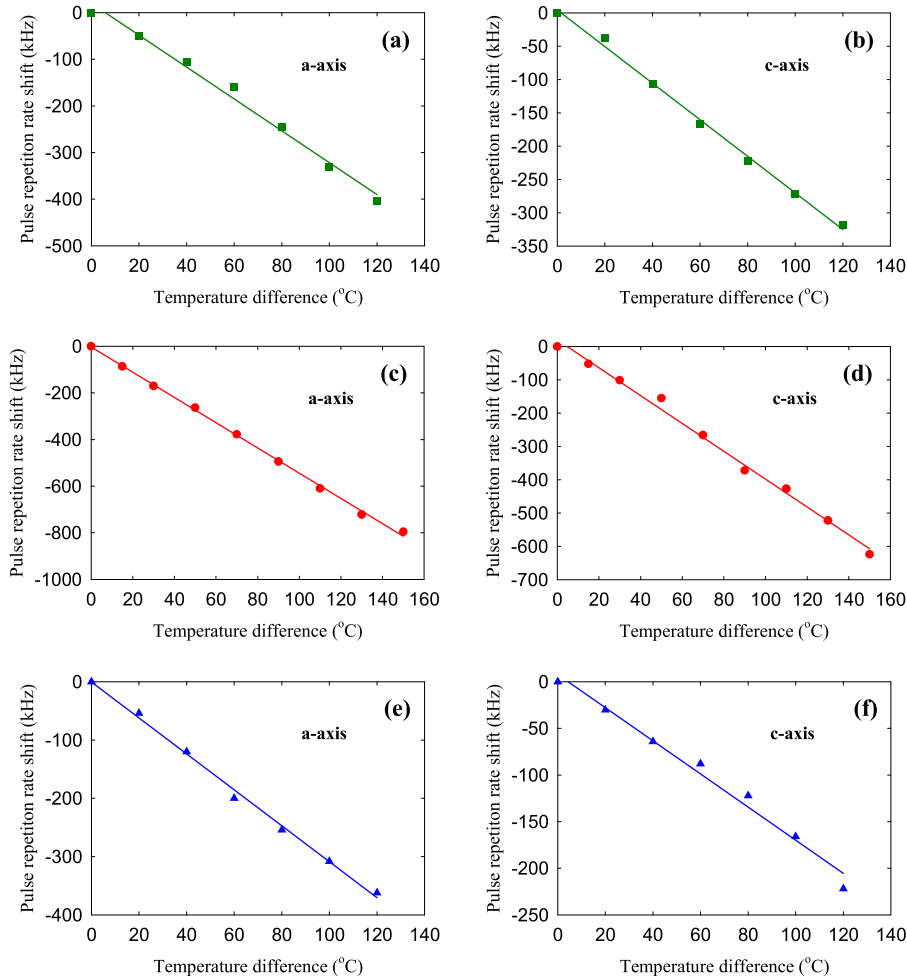 0
-100
-200
-300
-400
-500
Pulse repetiton rate shift (kHz)
(a)
a-axis
0 20 40 60 80 100 120 140
Temperature difference (°C)
0
-50
-100
-150
-200
-250
-300
-350
Pulse repetiton rate shift (kHz)
(b)
c-axis
0 20 40 60 80 100 120 140
Temperature difference (°C)
0
-200
-400
-600
-800
-1000
Pulse repetiton rate shift (kHz)
(c)
a-axis
0 20 40 60 80 100 120 140 160
Temperature difference (°C)
0
-100
-200
-300
-400
-500
-600
-700
Pulse repetiton rate shift (kHz)
(d)
c-axis
0 20 40 60 80 100 120 140 160
Temperature difference (°C)
0
-100
-200
-300
-400
Pulse repetiton rate shift (kHz)
(e)
a-axis
0 20 40 60 80 100 120 140
Temperature difference (°C)
0
-50
-100
-150
-200
-250
Pulse repetiton rate shift (kHz)
(f)
c-axis
0 20 40 60 80 100 120 140
Temperature difference (°C)